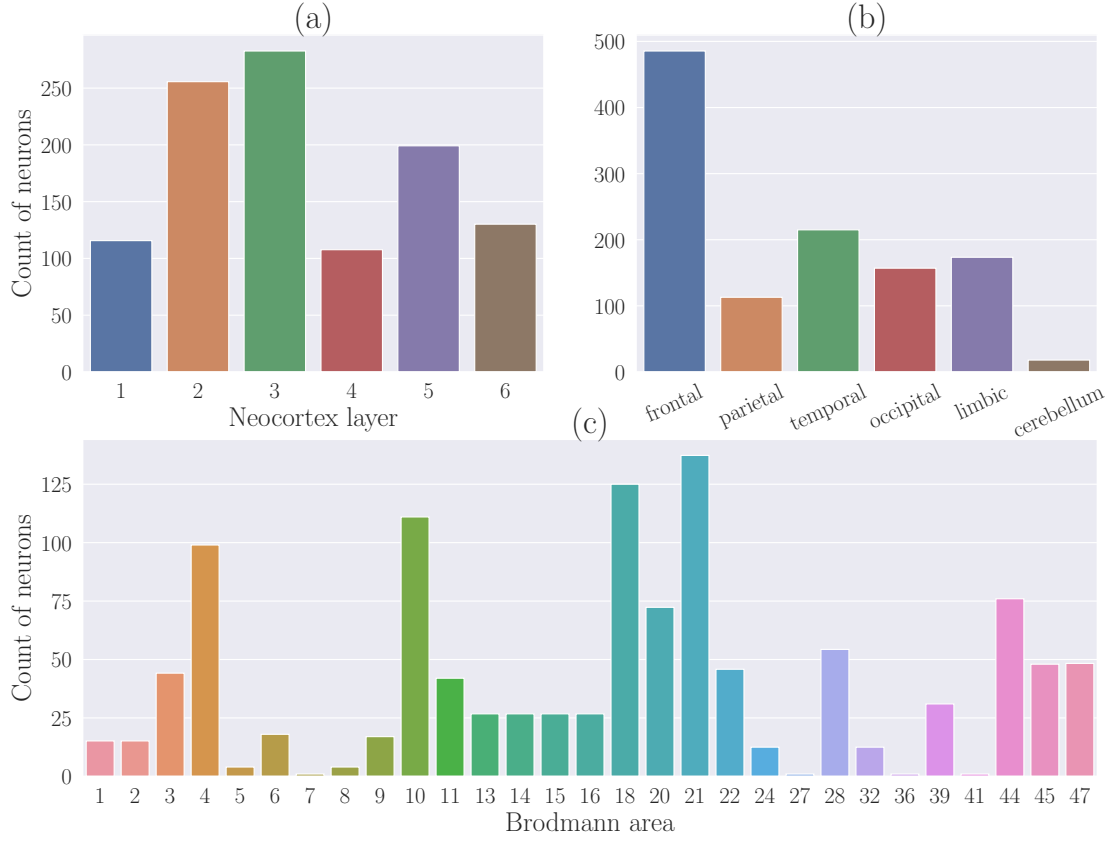 (a)
Count of neurons
250
200
150
100
50
0
1 2 3 4 5 6
Neocortex layer
(b)
500
400
300
200
100
0
frontal parietal temporal occipital limbic cerebellum
(c)
Count of neurons
125
100
75
50
25
0
1 2 3 4 5 6 7 8 9 10 11 13 14 15 16 18 20 21 22 24 27 28 32 36 39 41 44 45 47
Brodmann area